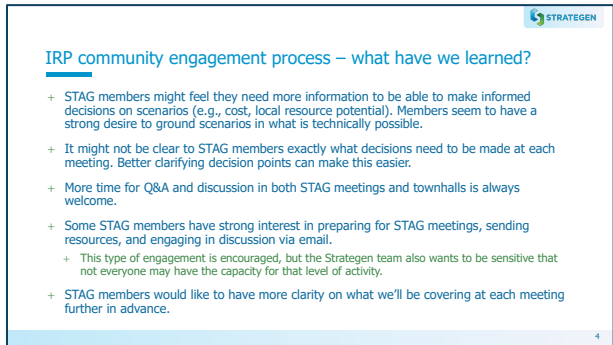 STRATEGEN
IRP community engagement process – what have we learned?
+ STAG members might feel they need more information to be able to make informed
decisions on scenarios (e.g., cost, local resource potential). Members seem to have a
strong desire to ground scenarios in what is technically possible.
+ It might not be clear to STAG members exactly what decisions need to be made at each
meeting. Better clarifying decision points can make this easier.
+ More time for Q&A and discussion in both STAG meetings and townhalls is always
welcome.
+ Some STAG members have strong interest in preparing for STAG meetings, sending
resources, and engaging in discussion via email.
+ This type of engagement is encouraged, but the Strategen team also wants to be sensitive that
not everyone may have the capacity for that level of activity.
+ STAG members would like to have more clarity on what we'll be covering at each meeting
further in advance.
4